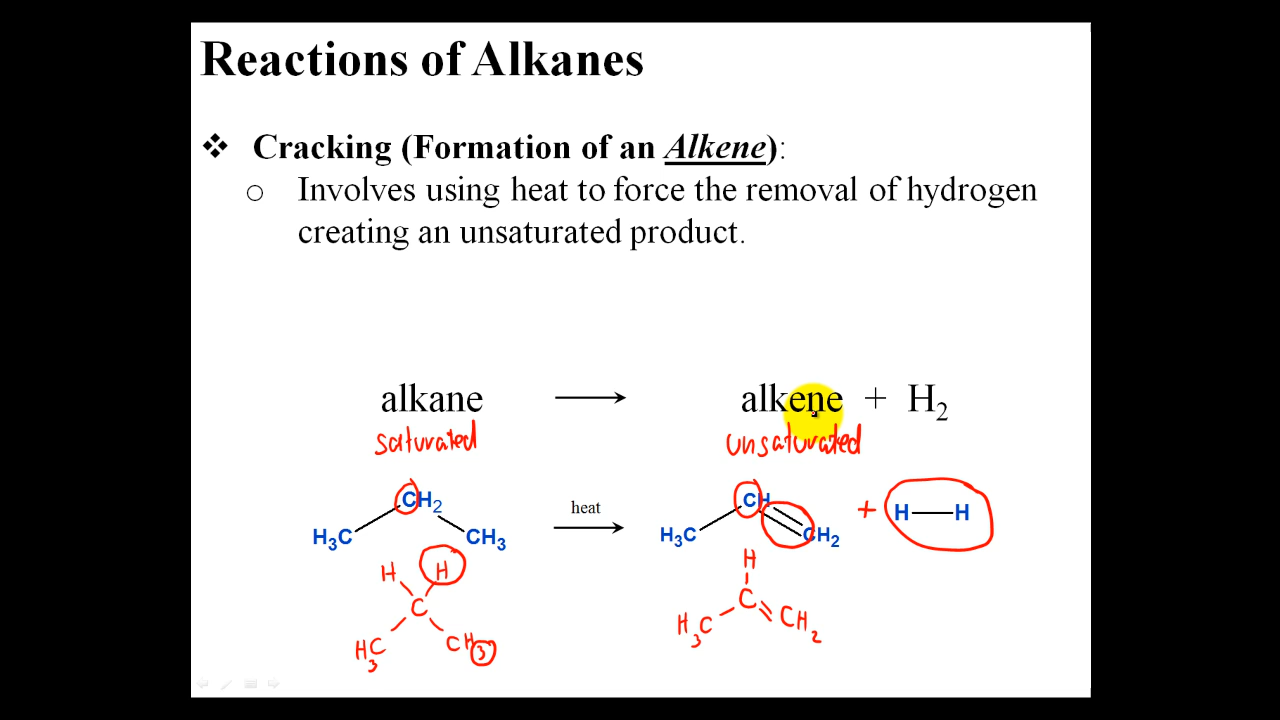 Reactions of Alkanes
❖ Cracking (Formation of an Alkene):
o Involves using heat to force the removal of hydrogen
creating an unsaturated product.
alkane → alkene + H₂
saturated unsaturated
CH₂ heat CH + H—H
H₃C CH₃ H₃C CH₂
H H H
C C
H₃C CH₃ H₃C CH₂